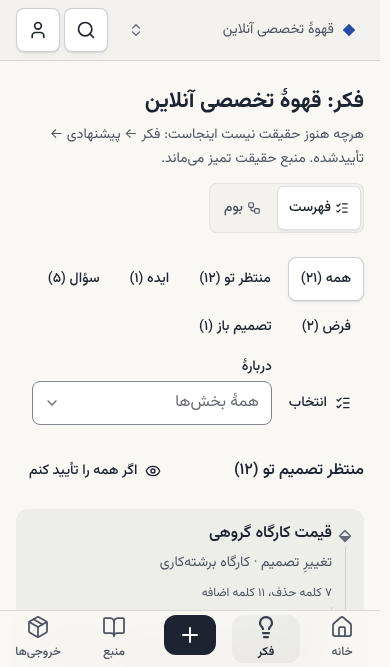 قهوهٔ تخصصی آنلاین
فکر: قهوهٔ تخصصی آنلاین
هرچه هنوز حقیقت نیست اینجاست: فکر ← پیشنهادی ←
تأییدشده. منبع حقیقت تمیز می‌ماند.
فهرست
بوم
همه (۲۱)
منتظر تو (۱۲)
ایده (۱)
سؤال (۵)
فرض (۲)
تصمیم باز (۱)
دربارهٔ
انتخاب
همهٔ بخش‌ها
منتظر تصمیم تو (۱۲)
اگر همه را تأیید کنم
قیمت کارگاه گروهی
تغییرِ تصمیم · کارگاه برشته‌کاری
۷ کلمه حذف، ۱۱ کلمه اضافه
خانه
فکر
منبع
خروجی‌ها